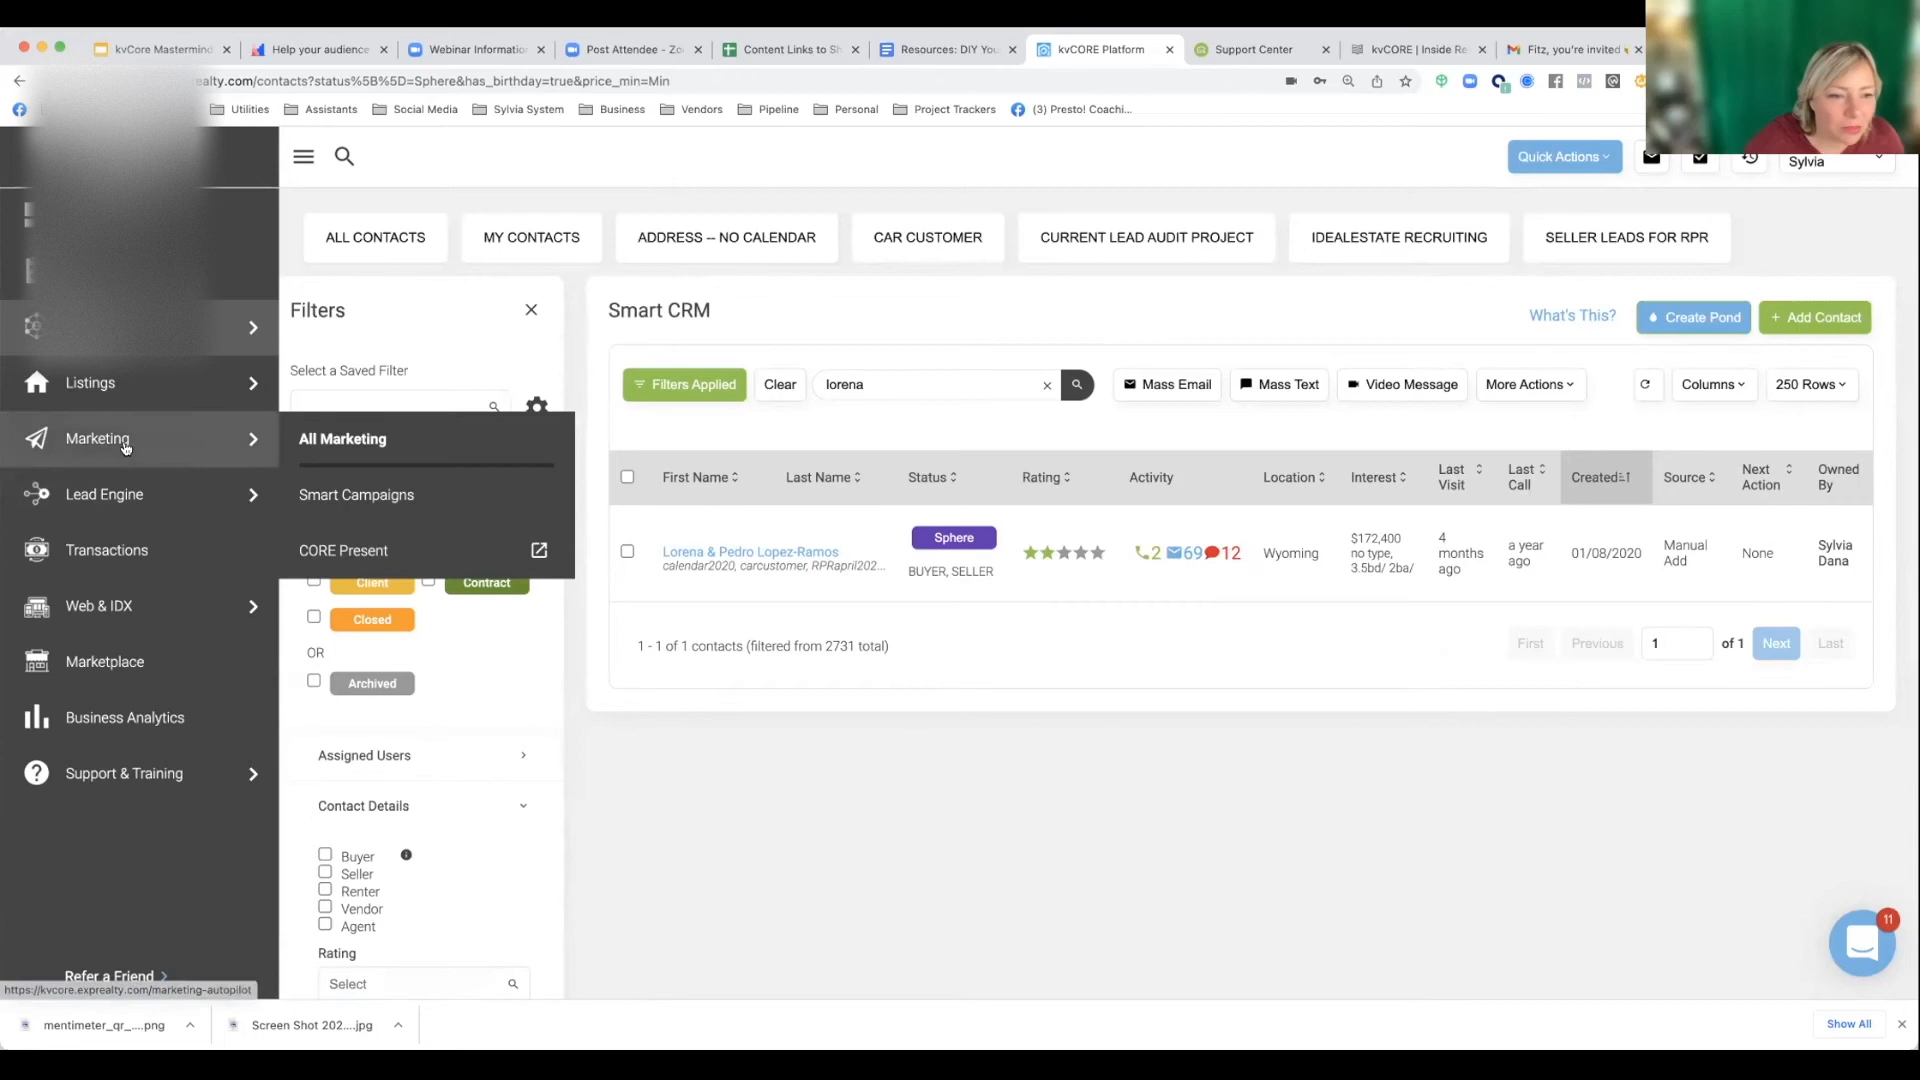 kvCore Mastermind
Help your audience
Webinar Information
Post Attendee - Zo
Content Links to Sh
Resources: DIY You
kvCORE Platform
Support Center
kvCORE | Inside Re
Fitz, you're invited
ealty.com/contacts?status%5B%5D=Sphere&has_birthday=true&price_min=Min
Utilities
Assistants
Social Media
Sylvia System
Business
Vendors
Pipeline
Personal
Project Trackers
(3) Presto! Coachi...
Quick Actions
Sylvia
ALL CONTACTS
MY CONTACTS
ADDRESS -- NO CALENDAR
CAR CUSTOMER
CURRENT LEAD AUDIT PROJECT
IDEALESTATE RECRUITING
SELLER LEADS FOR RPR
Listings
Marketing
Lead Engine
Transactions
Web & IDX
Marketplace
Business Analytics
Support & Training
Refer a Friend
https://kvcore.exprealty.com/marketing-autopilot
All Marketing
Smart Campaigns
CORE Present
Filters
Select a Saved Filter
Client
Contract
Closed
OR
Archived
Assigned Users
Contact Details
Buyer
Seller
Renter
Vendor
Agent
Rating
Select
Smart CRM
What's This?
Create Pond
+ Add Contact
Filters Applied
Clear
lorena
Mass Email
Mass Text
Video Message
More Actions
Columns
250 Rows
First Name
Last Name
Status
Rating
Activity
Location
Interest
Last Visit
Last Call
Created
Source
Next Action
Owned By
Lorena & Pedro Lopez-Ramos
calendar2020, carcustomer, RPRapril202...
Sphere
BUYER, SELLER
2 69 12
Wyoming
$172,400
no type,
3.5bd/ 2ba/
4
months
ago
a year
ago
01/08/2020
Manual
Add
None
Sylvia
Dana
1 - 1 of 1 contacts (filtered from 2731 total)
First
Previous
1
of 1
Next
Last
11
mentimeter_qr_....png
Screen Shot 202....jpg
Show All